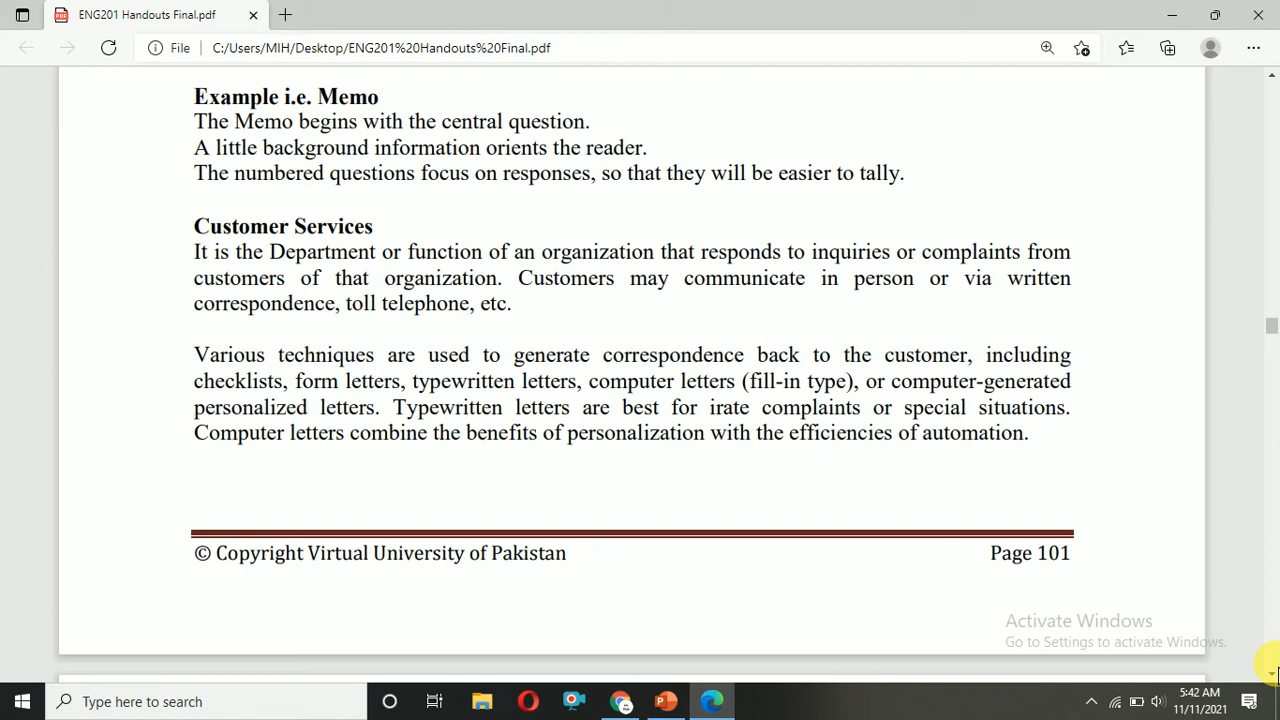 ENG201 Handouts Final.pdf
File C:/Users/MIH/Desktop/ENG201%20Handouts%20Final.pdf
Example i.e. Memo
The Memo begins with the central question.
A little background information orients the reader.
The numbered questions focus on responses, so that they will be easier to tally.
Customer Services
It is the Department or function of an organization that responds to inquiries or complaints from
customers of that organization. Customers may communicate in person or via written
correspondence, toll telephone, etc.
Various techniques are used to generate correspondence back to the customer, including
checklists, form letters, typewritten letters, computer letters (fill-in type), or computer-generated
personalized letters. Typewritten letters are best for irate complaints or special situations.
Computer letters combine the benefits of personalization with the efficiencies of automation.
© Copyright Virtual University of Pakistan Page 101
Activate Windows
Go to Settings to activate Windows.
Type here to search
5:42 AM
11/11/2021